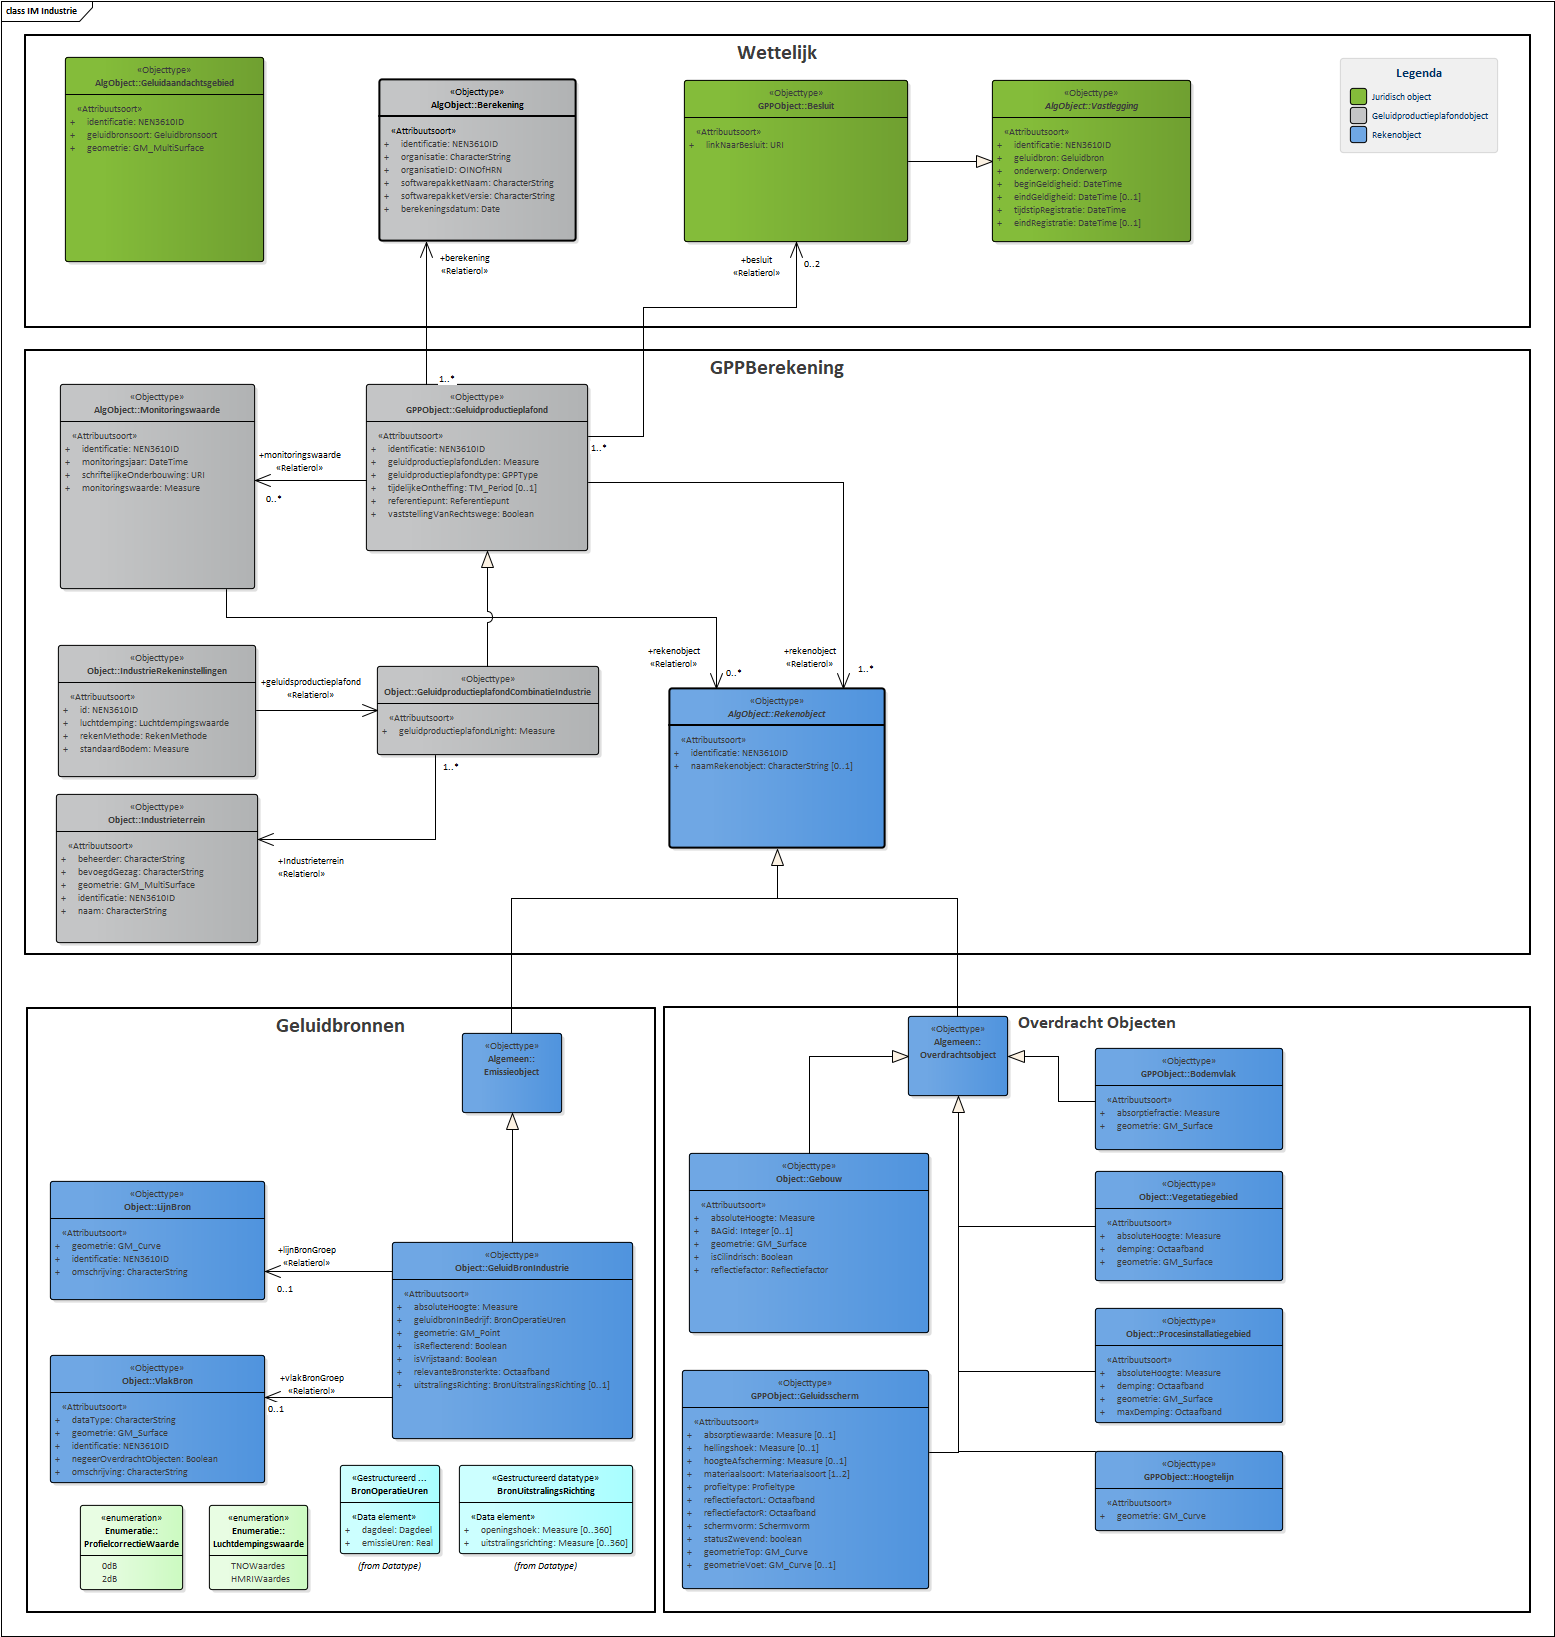 class IM Industrie
Wettelijk
«Objecttype»
AlgObject::Geluidaandachtsgebied
«Attribuutsoort»
+ identificatie: NEN3610ID
+ geluidbronsoort: Geluidbronsoort
+ geometrie: GM_MultiSurface
«Objecttype»
AlgObject::Berekening
«Attribuutsoort»
+ identificatie: NEN3610ID
+ organisatie: CharacterString
+ organisatieID: OINOfHRN
+ softwarepakketNaam: CharacterString
+ softwarepakketVersie: CharacterString
+ berekeningsdatum: Date
«Objecttype»
GPPObject::Besluit
«Attribuutsoort»
+ linkNaarBesluit: URI
«Objecttype»
AlgObject::Vastlegging
«Attribuutsoort»
+ identificatie: NEN3610ID
+ geluidbron: Geluidbron
+ onderwerp: Onderwerp
+ beginGeldigheid: DateTime
+ eindGeldigheid: DateTime [0..1]
+ tijdstipRegistratie: DateTime
+ eindRegistratie: DateTime [0..1]
Legenda
Juridisch object
Geluidproductieplafondobject
Rekenobject
+berekening
«Relatierol»
+besluit
«Relatierol»
0..2
GPPBerekening
1..*
«Objecttype»
AlgObject::Monitoringswaarde
«Attribuutsoort»
+ identificatie: NEN3610ID
+ monitoringsjaar: DateTime
+ schriftelijkeOnderbouwing: URI
+ monitoringswaarde: Measure
+monitoringswaarde
«Relatierol»
0..*
«Objecttype»
GPPObject::Geluidproductieplafond
«Attribuutsoort»
+ identificatie: NEN3610ID
+ geluidproductieplafondLden: Measure
+ geluidproductieplafondtype: GPPType
+ tijdelijkeOntheffing: TM_Period [0..1]
+ referentiepunt: Referentiepunt
+ vaststellingVanRechtswege: Boolean
1..*
«Objecttype»
Object::IndustrieRekeninstellingen
«Attribuutsoort»
+ id: NEN3610ID
+ luchtdemping: Luchtdempingswaarde
+ rekenMethode: RekenMethode
+ standaardBodem: Measure
+geluidsproductieplafond
«Relatierol»
«Objecttype»
Object::GeluidproductieplafondCombinatieIndustrie
«Attribuutsoort»
+ geluidproductieplafondLnight: Measure
1..*
+rekenobject
«Relatierol»
0..*
+rekenobject
«Relatierol»
1..*
«Objecttype»
AlgObject::Rekenobject
«Attribuutsoort»
+ identificatie: NEN3610ID
+ naamRekenobject: CharacterString [0..1]
«Objecttype»
Object::Industrieterrein
«Attribuutsoort»
+ beheerder: CharacterString
+ bevoegdGezag: CharacterString
+ geometrie: GM_MultiSurface
+ identificatie: NEN3610ID
+ naam: CharacterString
+Industrieterrein
«Relatierol»
Geluidbronnen
«Objecttype»
Algemeen::
Emissieobject
«Objecttype»
Object::LijnBron
«Attribuutsoort»
+ geometrie: GM_Curve
+ identificatie: NEN3610ID
+ omschrijving: CharacterString
+lijnBronGroep
«Relatierol»
0..1
«Objecttype»
Object::GeluidBronIndustrie
«Attribuutsoort»
+ absoluteHoogte: Measure
+ geluidbronInBedrijf: BronOperatieUren
+ geometrie: GM_Point
+ isReflecterend: Boolean
+ isVrijstaand: Boolean
+ relevanteBronsterkte: Octaafband
+ uitstralingsRichting: BronUitstralingsRichting [0..1]
«Objecttype»
Object::VlakBron
«Attribuutsoort»
+ dataType: CharacterString
+ geometrie: GM_Surface
+ identificatie: NEN3610ID
+ negeerOverdrachtObjecten: Boolean
+ omschrijving: CharacterString
+vlakBronGroep
«Relatierol»
0..1
«enumeration»
Enumeratie::
ProfielcorrectieWaarde
0dB
2dB
«enumeration»
Enumeratie::
Luchtdempingswaarde
TNOWaardes
HMRIWaardes
«Gestructureerd ...
BronOperatieUren
«Data element»
+ dagdeel: Dagdeel
+ emissieUren: Real
(from Datatype)
«Gestructureerd datatype»
BronUitstralingsRichting
«Data element»
+ openingshoek: Measure [0..360]
+ uitstralingsrichting: Measure [0..360]
(from Datatype)
Overdracht Objecten
«Objecttype»
Algemeen::
Overdrachtsobject
«Objecttype»
GPPObject::Bodemvlak
«Attribuutsoort»
+ absorptiefractie: Measure
+ geometrie: GM_Surface
«Objecttype»
Object::Gebouw
«Attribuutsoort»
+ absoluteHoogte: Measure
+ BAGid: Integer [0..1]
+ geometrie: GM_Surface
+ isCilindrisch: Boolean
+ reflectiefactor: Reflectiefactor
«Objecttype»
Object::Vegetatiegebied
«Attribuutsoort»
+ absoluteHoogte: Measure
+ demping: Octaafband
+ geometrie: GM_Surface
«Objecttype»
Object::Procesinstallatiegebied
«Attribuutsoort»
+ absoluteHoogte: Measure
+ demping: Octaafband
+ geometrie: GM_Surface
+ maxDemping: Octaafband
«Objecttype»
GPPObject::Geluidsscherm
«Attribuutsoort»
+ absorptiewaarde: Measure [0..1]
+ hellingshoek: Measure [0..1]
+ hoogteAfscherming: Measure [0..1]
+ materiaalsoort: Materiaalsoort [1..2]
+ profieltype: Profieltype
+ reflectiefactorL: Octaafband
+ reflectiefactorR: Octaafband
+ schermvorm: Schermvorm
+ statusZwevend: boolean
+ geometrieTop: GM_Curve
+ geometrieVoet: GM_Curve [0..1]
«Objecttype»
GPPObject::Hoogtelijn
«Attribuutsoort»
+ geometrie: GM_Curve